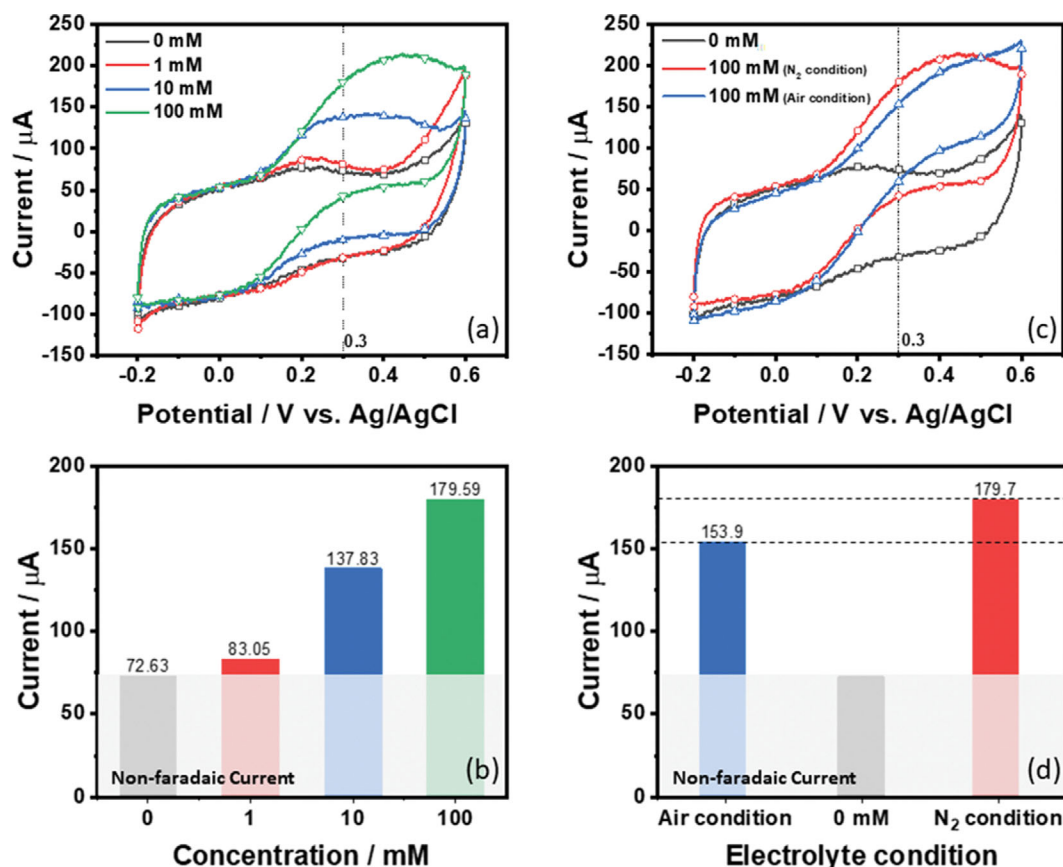 250
200
150
100
50
0
-50
-100
-150
Current / μA
0 mM
1 mM
10 mM
100 mM
(a)
0.3
-0.2
0.0
0.2
0.4
0.6
Potential / V vs. Ag/AgCl
250
200
150
100
50
0
-50
-100
-150
Current / μA
0 mM
100 mM (N₂ condition)
100 mM (Air condition)
(c)
0.3
-0.2
0.0
0.2
0.4
0.6
Potential / V vs. Ag/AgCl
200
150
100
50
0
Current / μA
72.63
83.05
137.83
179.59
Non-faradaic Current
(b)
0
1
10
100
Concentration / mM
200
150
100
50
0
Current / μA
153.9
179.7
Non-faradaic Current
(d)
Air condition
0 mM
N₂ condition
Electrolyte condition